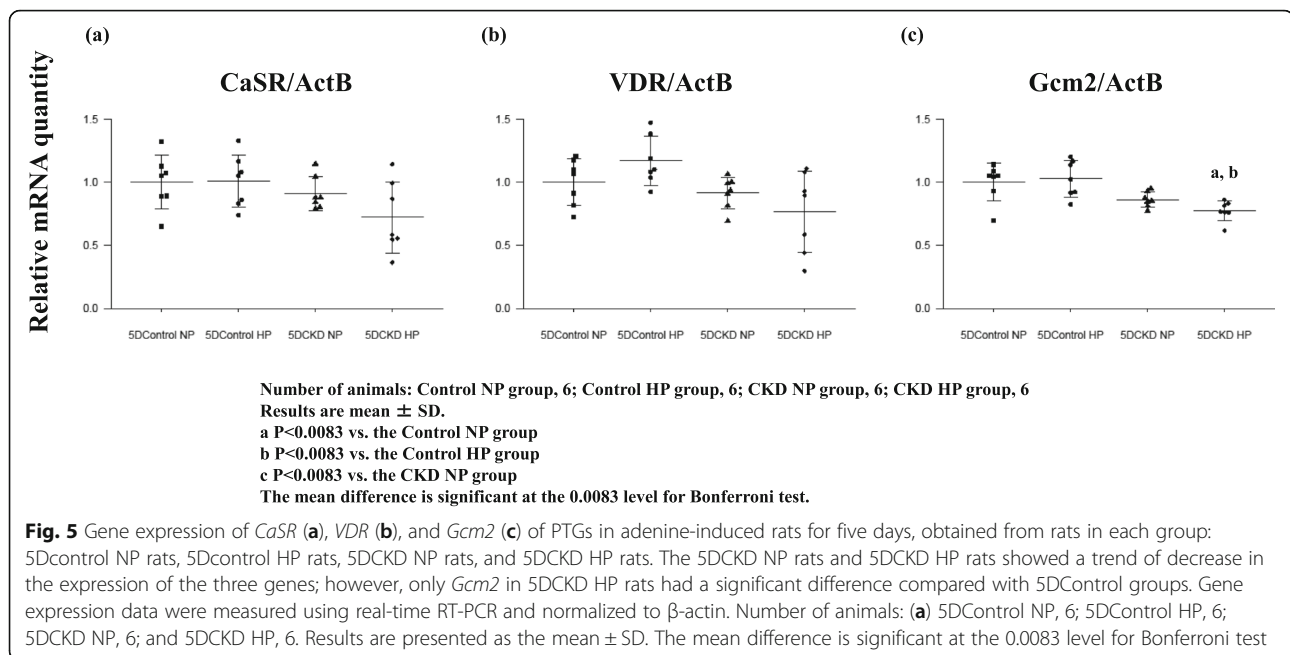 (a)
(b)
(c)
Relative mRNA quantity
CaSR/ActB
VDR/ActB
Gcm2/ActB
1.5
1.0
0.5
0.0
5DControl NP
5DControl HP
5DCKD NP
5DCKD HP
1.5
1.0
0.5
0.0
5DControl NP
5DControl HP
5DCKD NP
5DCKD HP
1.5
1.0
0.5
0.0
a, b
5DControl NP
5DControl HP
5DCKD NP
5DCKD HP
Number of animals: Control NP group, 6; Control HP group, 6; CKD NP group, 6; CKD HP group, 6
Results are mean ± SD.
a P<0.0083 vs. the Control NP group
b P<0.0083 vs. the Control HP group
c P<0.0083 vs. the CKD NP group
The mean difference is significant at the 0.0083 level for Bonferroni test.
Fig. 5 Gene expression of CaSR (a), VDR (b), and Gcm2 (c) of PTGs in adenine-induced rats for five days, obtained from rats in each group:
5Dcontrol NP rats, 5Dcontrol HP rats, 5DCKD NP rats, and 5DCKD HP rats. The 5DCKD NP rats and 5DCKD HP rats showed a trend of decrease in
the expression of the three genes; however, only Gcm2 in 5DCKD HP rats had a significant difference compared with 5DControl groups. Gene
expression data were measured using real-time RT-PCR and normalized to β-actin. Number of animals: (a) 5DControl NP, 6; 5DControl HP, 6;
5DCKD NP, 6; and 5DCKD HP, 6. Results are presented as the mean ± SD. The mean difference is significant at the 0.0083 level for Bonferroni test